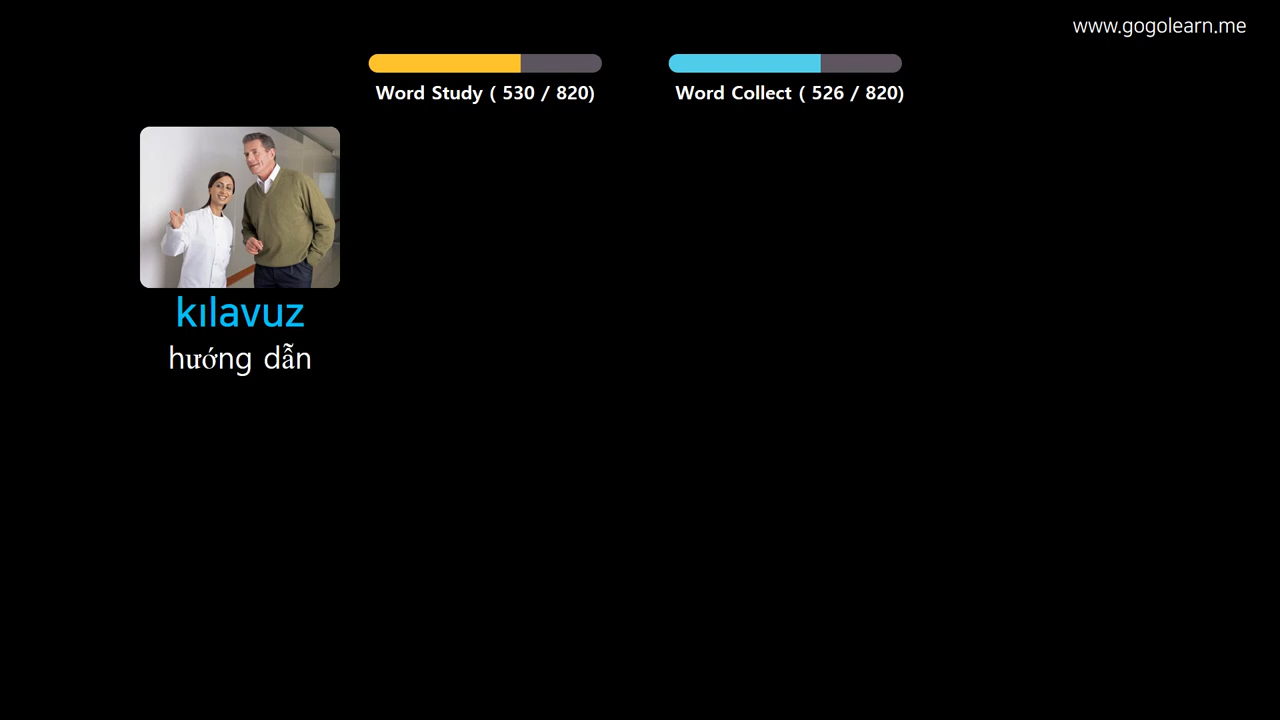 www.gogolearn.me
Word Study ( 530 / 820)
Word Collect ( 526 / 820)
kılavuz
hướng dẫn